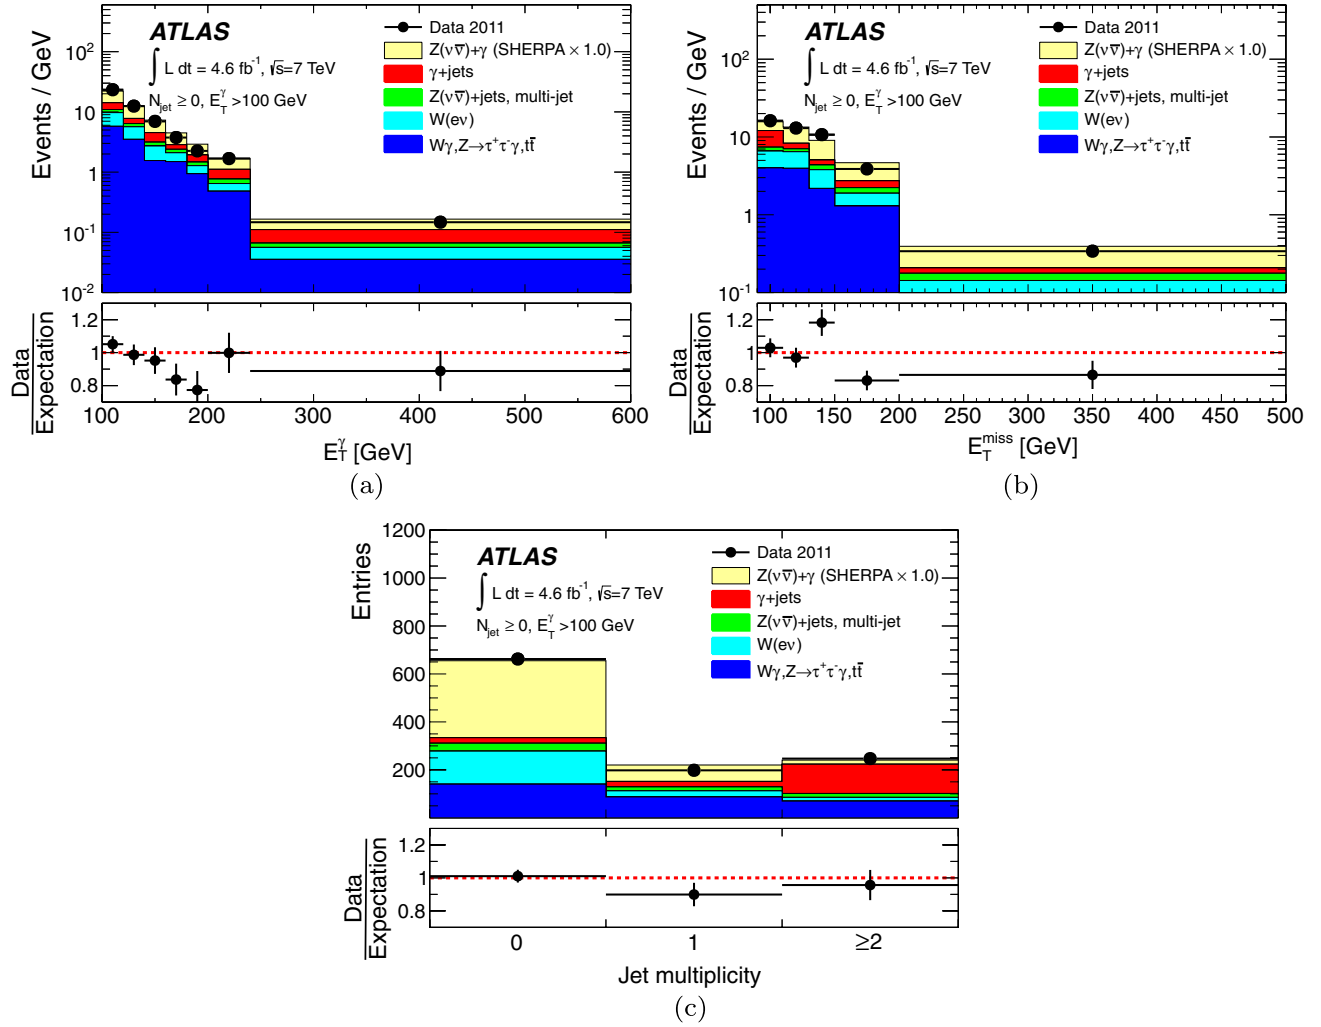 Events / GeV
10²
10
1
10⁻¹
10⁻²
ATLAS
∫ L dt = 4.6 fb⁻¹, √s=7 TeV
N_jet ≥ 0, E_T^γ >100 GeV
Data 2011
Z(νν̅)+γ (SHERPA × 1.0)
γ+jets
Z(νν̅)+jets, multi-jet
W(eν)
Wγ,Z→τ⁺τ⁻γ,tt̅
Data
Expectation
1.2
1
0.8
100 200 300 400 500 600
E_T^γ [GeV]
(a)
Events / GeV
10²
10
1
10⁻¹
ATLAS
∫ L dt = 4.6 fb⁻¹, √s=7 TeV
N_jet ≥ 0, E_T^γ >100 GeV
Data 2011
Z(νν̅)+γ (SHERPA × 1.0)
γ+jets
Z(νν̅)+jets, multi-jet
W(eν)
Wγ,Z→τ⁺τ⁻γ,tt̅
Data
Expectation
1.2
1
0.8
100 150 200 250 300 350 400 450 500
E_T^miss [GeV]
(b)
Entries
1200
1000
800
600
400
200
ATLAS
∫ L dt = 4.6 fb⁻¹, √s=7 TeV
N_jet ≥ 0, E_T^γ >100 GeV
Data 2011
Z(νν̅)+γ (SHERPA × 1.0)
γ+jets
Z(νν̅)+jets, multi-jet
W(eν)
Wγ,Z→τ⁺τ⁻γ,tt̅
Data
Expectation
1.2
1
0.8
0 1 ≥2
Jet multiplicity
(c)